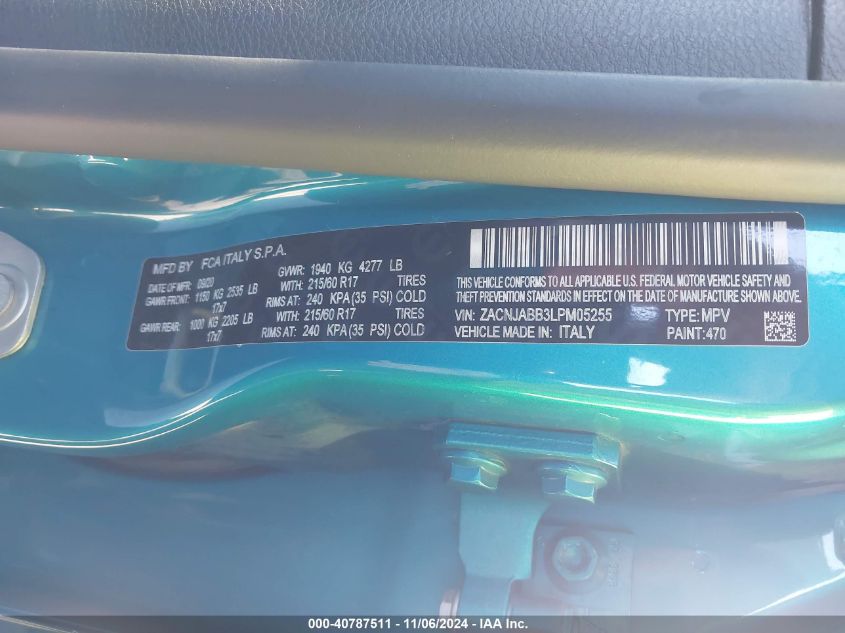 MFD BY FCA ITALY S.P.A.
DATE OF MFR 09/20 GVWR: 1940 KG 4277 LB
GAWR FRONT: 1150 KG 2535 LB WITH: 215/60 R17 TIRES
17x7 RIMS AT: 240 KPA (35 PSI) COLD
GAWR REAR: 1000 KG 2205 LB WITH: 215/60 R17 TIRES
17x7 RIMS AT: 240 KPA (35 PSI) COLD
THIS VEHICLE CONFORMS TO ALL APPLICABLE U.S. FEDERAL MOTOR VEHICLE SAFETY AND
THEFT PREVENTION STANDARDS IN EFFECT ON THE DATE OF MANUFACTURE SHOWN ABOVE.
VIN: ZACNJABB3LPM05255 TYPE: MPV
VEHICLE MADE IN: ITALY PAINT: 470
000-40787511 - 11/06/2024 - IAA Inc.